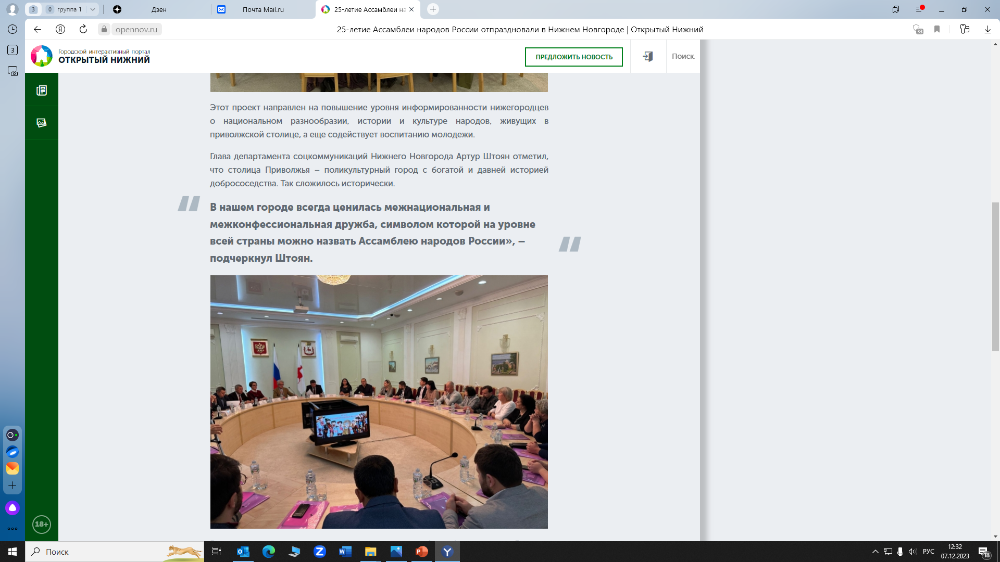 3
0
группа 1
Дзен
Почта Mail.ru
25-летие Ассамблеи на
opennov.ru
25-летие Ассамблеи народов России отпраздновали в Нижнем Новгороде | Открытый Нижний
33
3
Городской интерактивный портал
ОТКРЫТЫЙ НИЖНИЙ
ПРЕДЛОЖИТЬ НОВОСТЬ
Поиск.
Этот проект направлен на повышение уровня информированности нижегородцев
о национальном разнообразии, истории и культуре народов, живущих в
приволжской столице, а еще содействует воспитанию молодежи.
Глава департамента соцкоммуникаций Нижнего Новгорода Артур Штоян отметил,
что столица Приволжья – поликультурный город с богатой и давней историей
добрососедства. Так сложилось исторически.
В нашем городе всегда ценилась межнациональная и
межконфессиональная дружба, символом которой на уровне
всей страны можно назвать Ассамблею народов России», –
подчеркнул Штоян.
18+
Поиск
РУС
12:32
07.12.2023
18